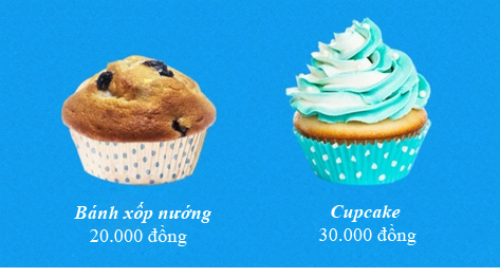 Bánh xốp nướng
20.000 đồng
Cupcake
30.000 đồng